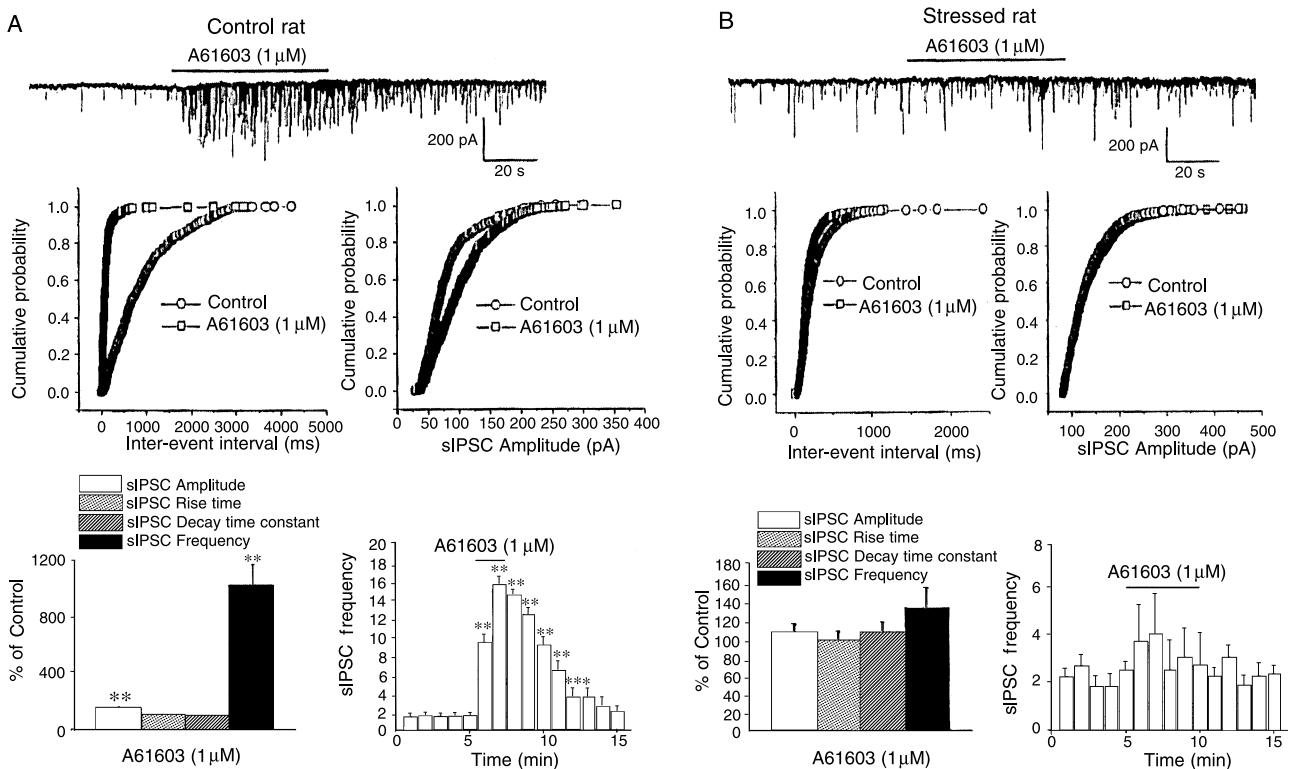 A
Control rat
A61603 (1 μM)
200 pA
20 s
Cumulative probability
1.0
0.8
0.6
0.4
0.2
0.0
Control
A61603 (1 μM)
0 1000 2000 3000 4000 5000
Inter-event interval (ms)
Cumulative probability
1.0
0.8
0.6
0.4
0.2
0.0
Control
A61603 (1 μM)
0 50 100 150 200 250 300 350 400
sIPSC Amplitude (pA)
sIPSC Amplitude
sIPSC Rise time
sIPSC Decay time constant
sIPSC Frequency
% of Control
1200
800
400
0
**
**
A61603 (1 μM)
sIPSC frequency
20
18
16
14
12
10
8
6
4
2
0
A61603 (1 μM)
** ** ** ** ** ** ***
0 5 10 15
Time (min)
B
Stressed rat
A61603 (1 μM)
200 pA
20 s
Cumulative probability
1.0
0.8
0.6
0.4
0.2
0.0
Control
A61603 (1 μM)
0 1000 2000
Inter-event interval (ms)
Cumulative probability
1.0
0.8
0.6
0.4
0.2
0.0
Control
A61603 (1 μM)
100 200 300 400 500
sIPSC Amplitude (pA)
sIPSC Amplitude
sIPSC Rise time
sIPSC Decay time constant
sIPSC Frequency
% of Control
180
160
140
120
100
80
60
40
20
0
A61603 (1 μM)
sIPSC frequency
8
6
4
2
0
A61603 (1 μM)
0 5 10 15
Time (min)